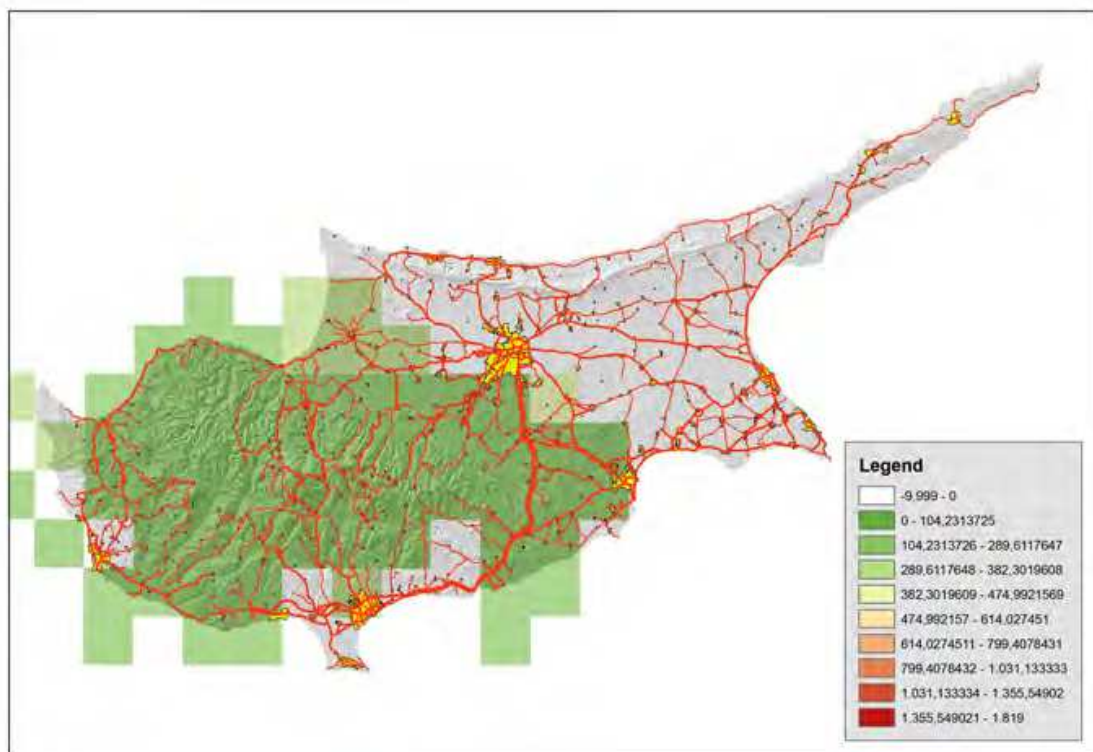 Legend
-9.999 - 0
0 - 104,2313725
104,2313726 - 289,6117647
289,6117648 - 382,3019608
382,3019609 - 474,9921569
474,992157 - 614,027451
614,0274511 - 799,4078431
799,4078432 - 1.031,133333
1.031,133334 - 1.355,54902
1.355,549021 - 1.819